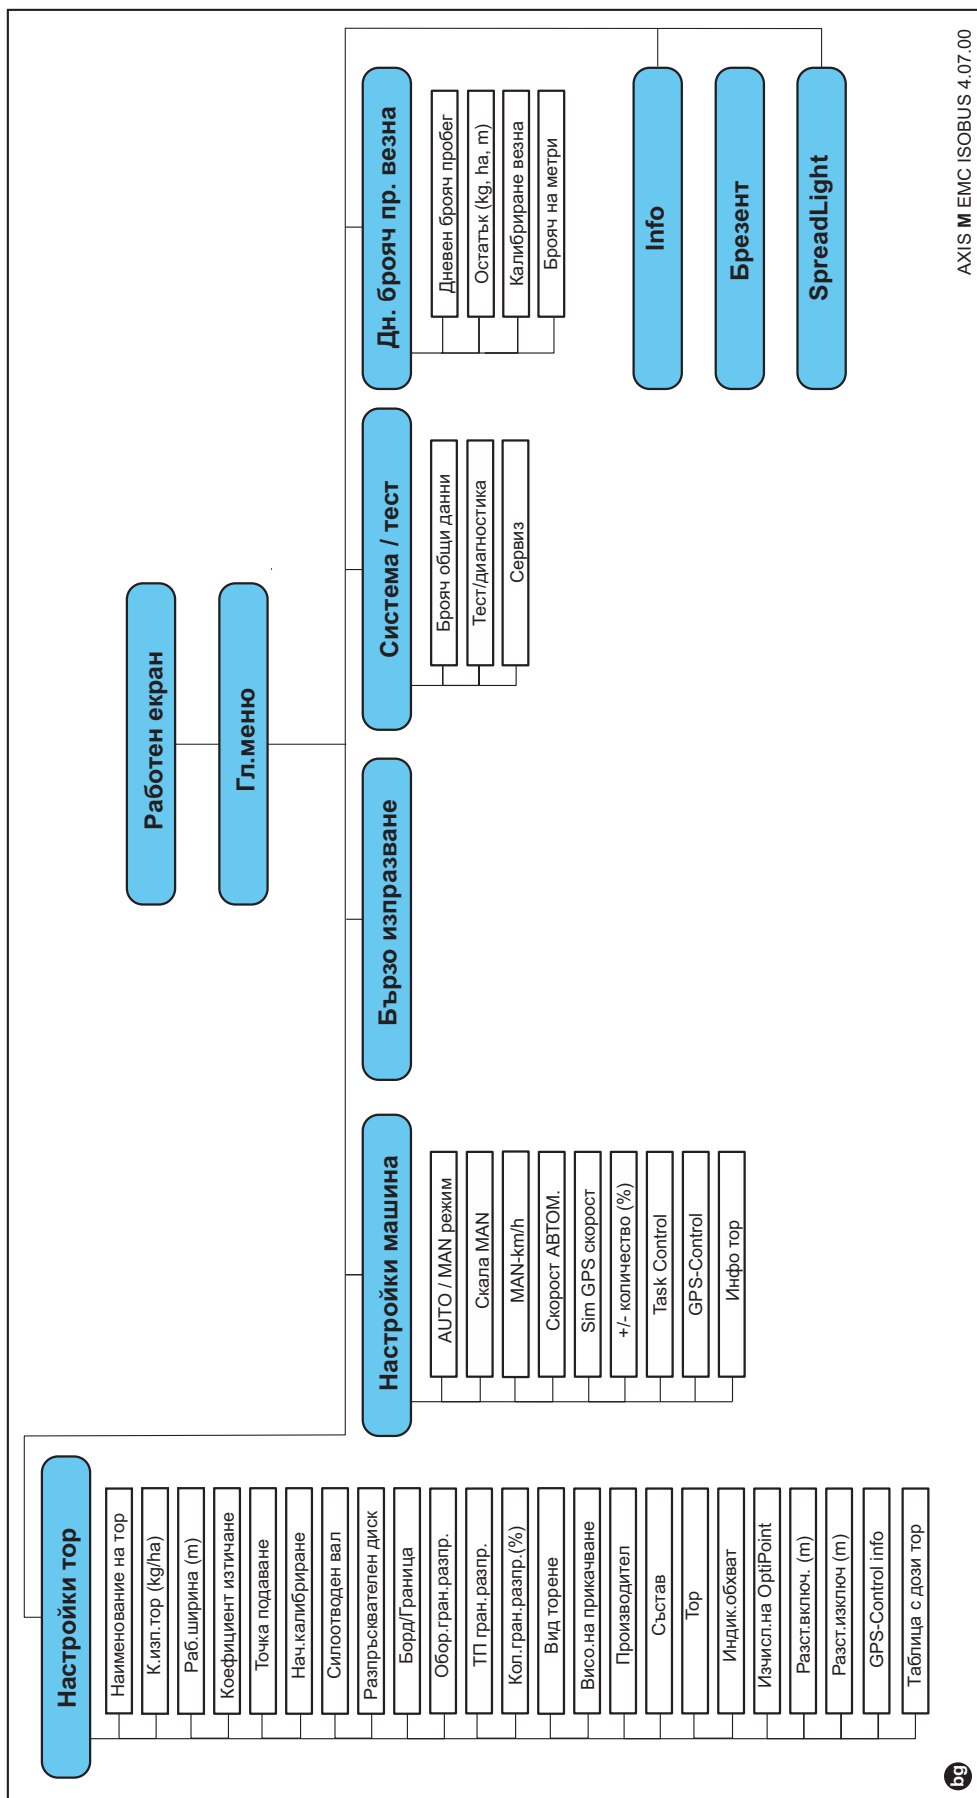 Работен екран
Гл.меню
Настройки тор
Наименование на тор
К.изп.тор (kg/ha)
Раб.ширина (m)
Коефициент изтичане
Точка подаване
Нач.калибриране
Силоотводен вал
Разпръсквателен диск
Борд/Граница
Обор.гран.разпр.
ТП гран.разпр.
Кол.гран.разпр.(%)
Вид торене
Висо.на прикачване
Производител
Състав
Тор
Индик.обхват
Изчисл.на OptiPoint
Разст.включ. (m)
Разст.изключ (m)
GPS-Control info
Таблица с дози тор
Настройки машина
AUTO / MAN режим
Скала MAN
MAN-km/h
Скорост АВТОМ.
Sim GPS скорост
+/- количество (%)
Task Control
GPS-Control
Инфо тор
Бързо изпразване
Система / тест
Брояч общи данни
Тест/диагностика
Сервиз
Дн. брояч пр. везна
Дневен брояч пробег
Остатък (kg, ha, m)
Калибриране везна
Брояч на метри
Info
Брезент
SpreadLight
bg
AXIS M EMC ISOBUS 4.07.00